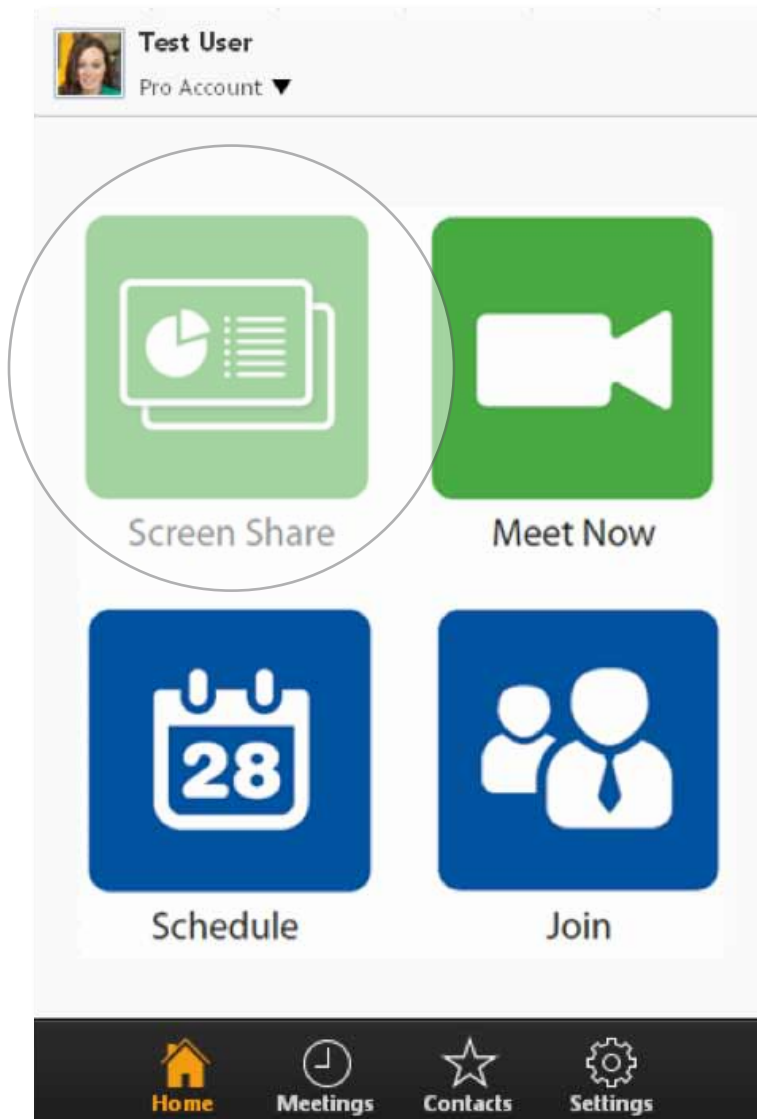 Test User
Pro Account ▼
Screen Share
Meet Now
28
Schedule
Join
Home
Meetings
Contacts
Settings